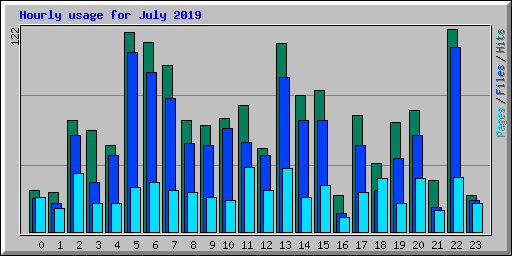 Hourly usage for July 2019
122
Pages/Files/Hits
0 1 2 3 4 5 6 7 8 9 10 11 12 13 14 15 16 17 18 19 20 21 22 23